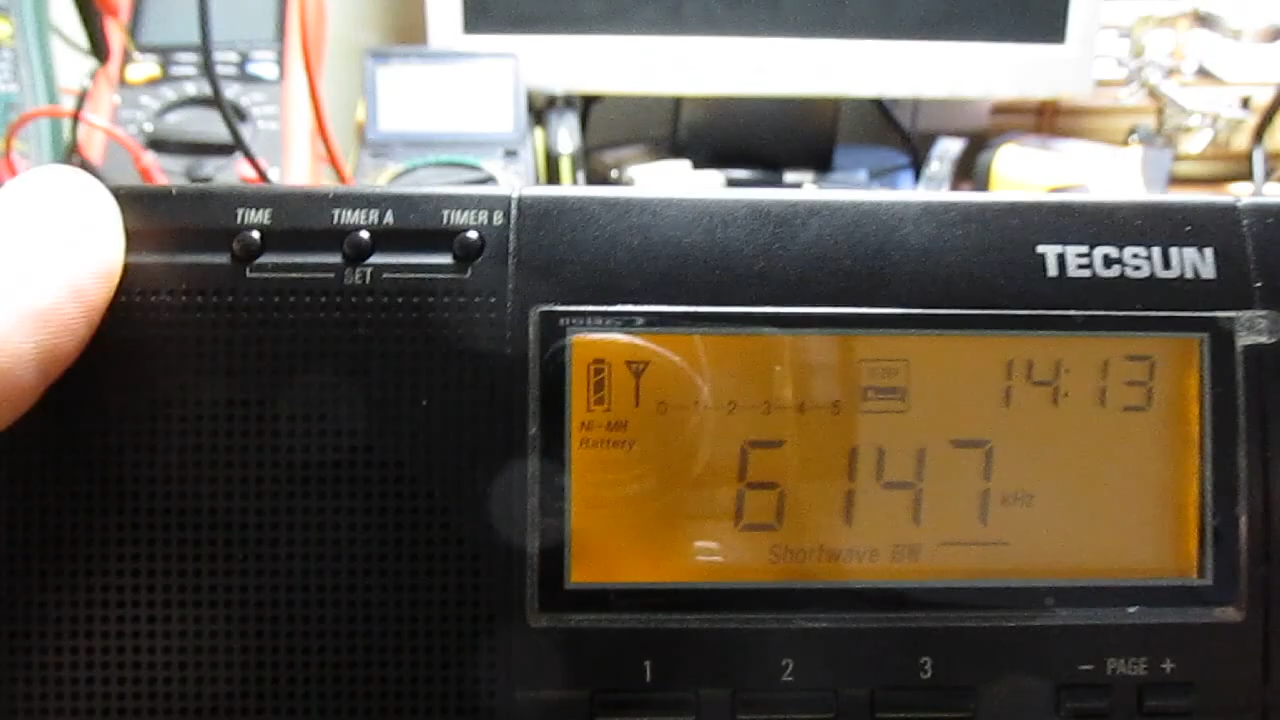 TIME TIMER A TIMER B
SET
TECSUN
14:13
0 1 2 3 4 5
Ni-MH
Battery
6147 kHz
Shortwave BW
1 2 3 - PAGE +